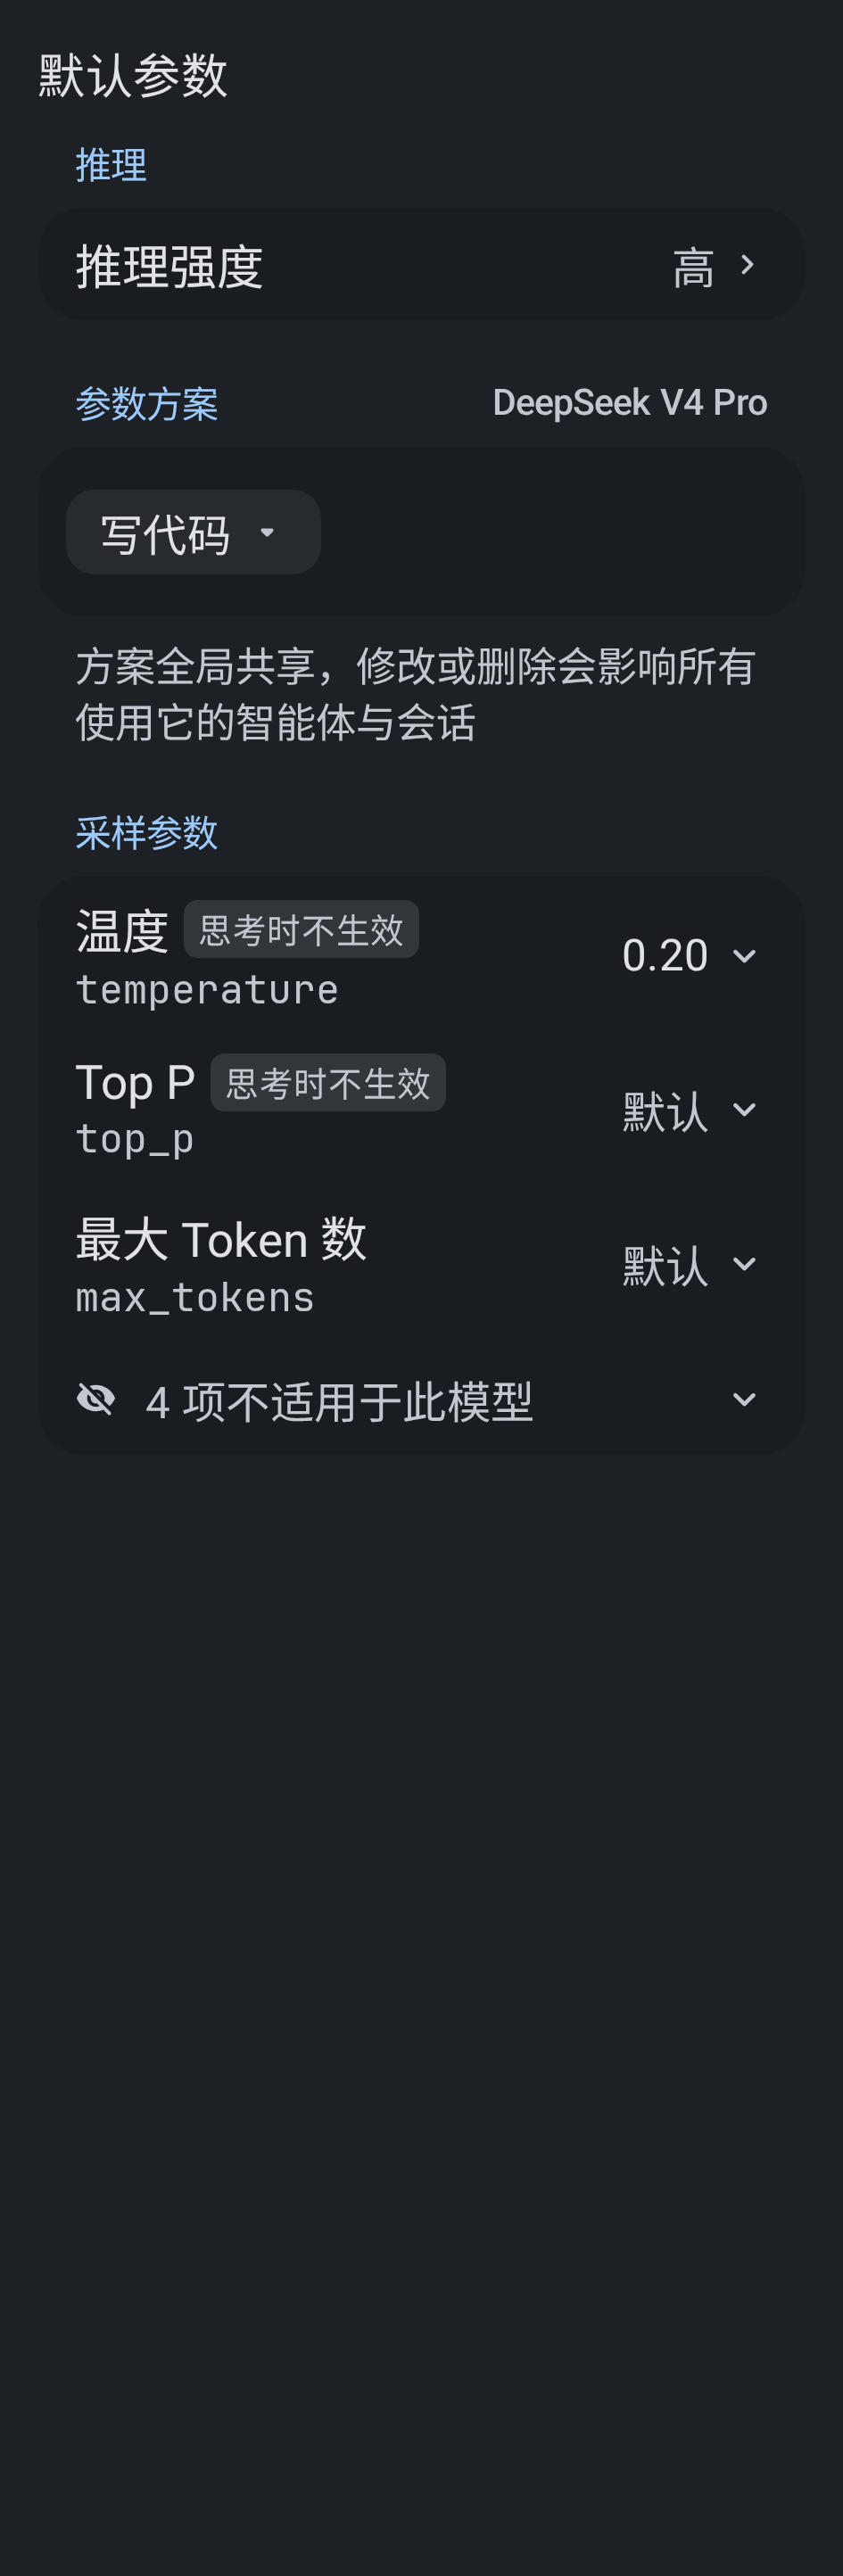 默认参数
推理
推理强度 高
参数方案 DeepSeek V4 Pro
写代码
方案全局共享，修改或删除会影响所有
使用它的智能体与会话
采样参数
温度 思考时不生效
temperature
0.20
Top P 思考时不生效
top_p
默认
最大 Token 数
max_tokens
默认
4 项不适用于此模型